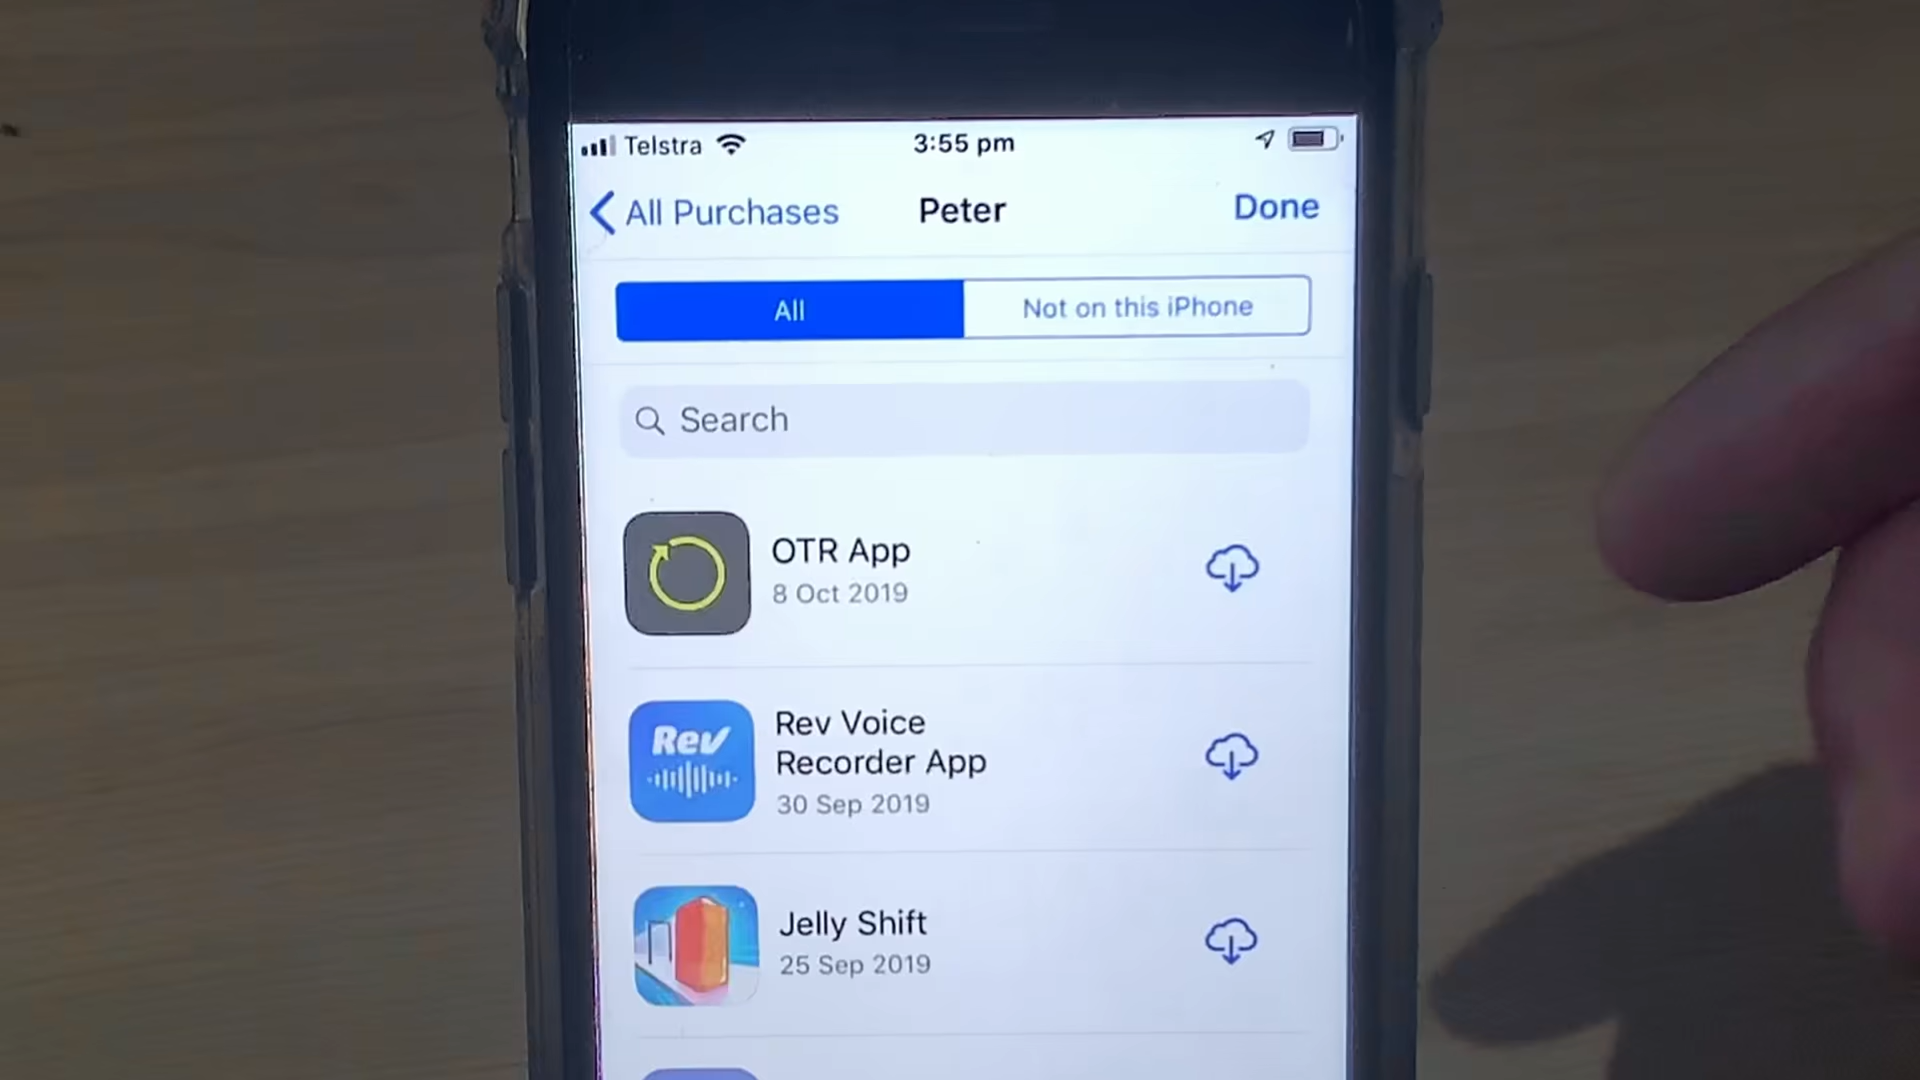 Telstra 3:55 pm
All Purchases Peter Done
All Not on this iPhone
Search
OTR App
8 Oct 2019
Rev
Rev Voice
Recorder App
30 Sep 2019
Jelly Shift
25 Sep 2019